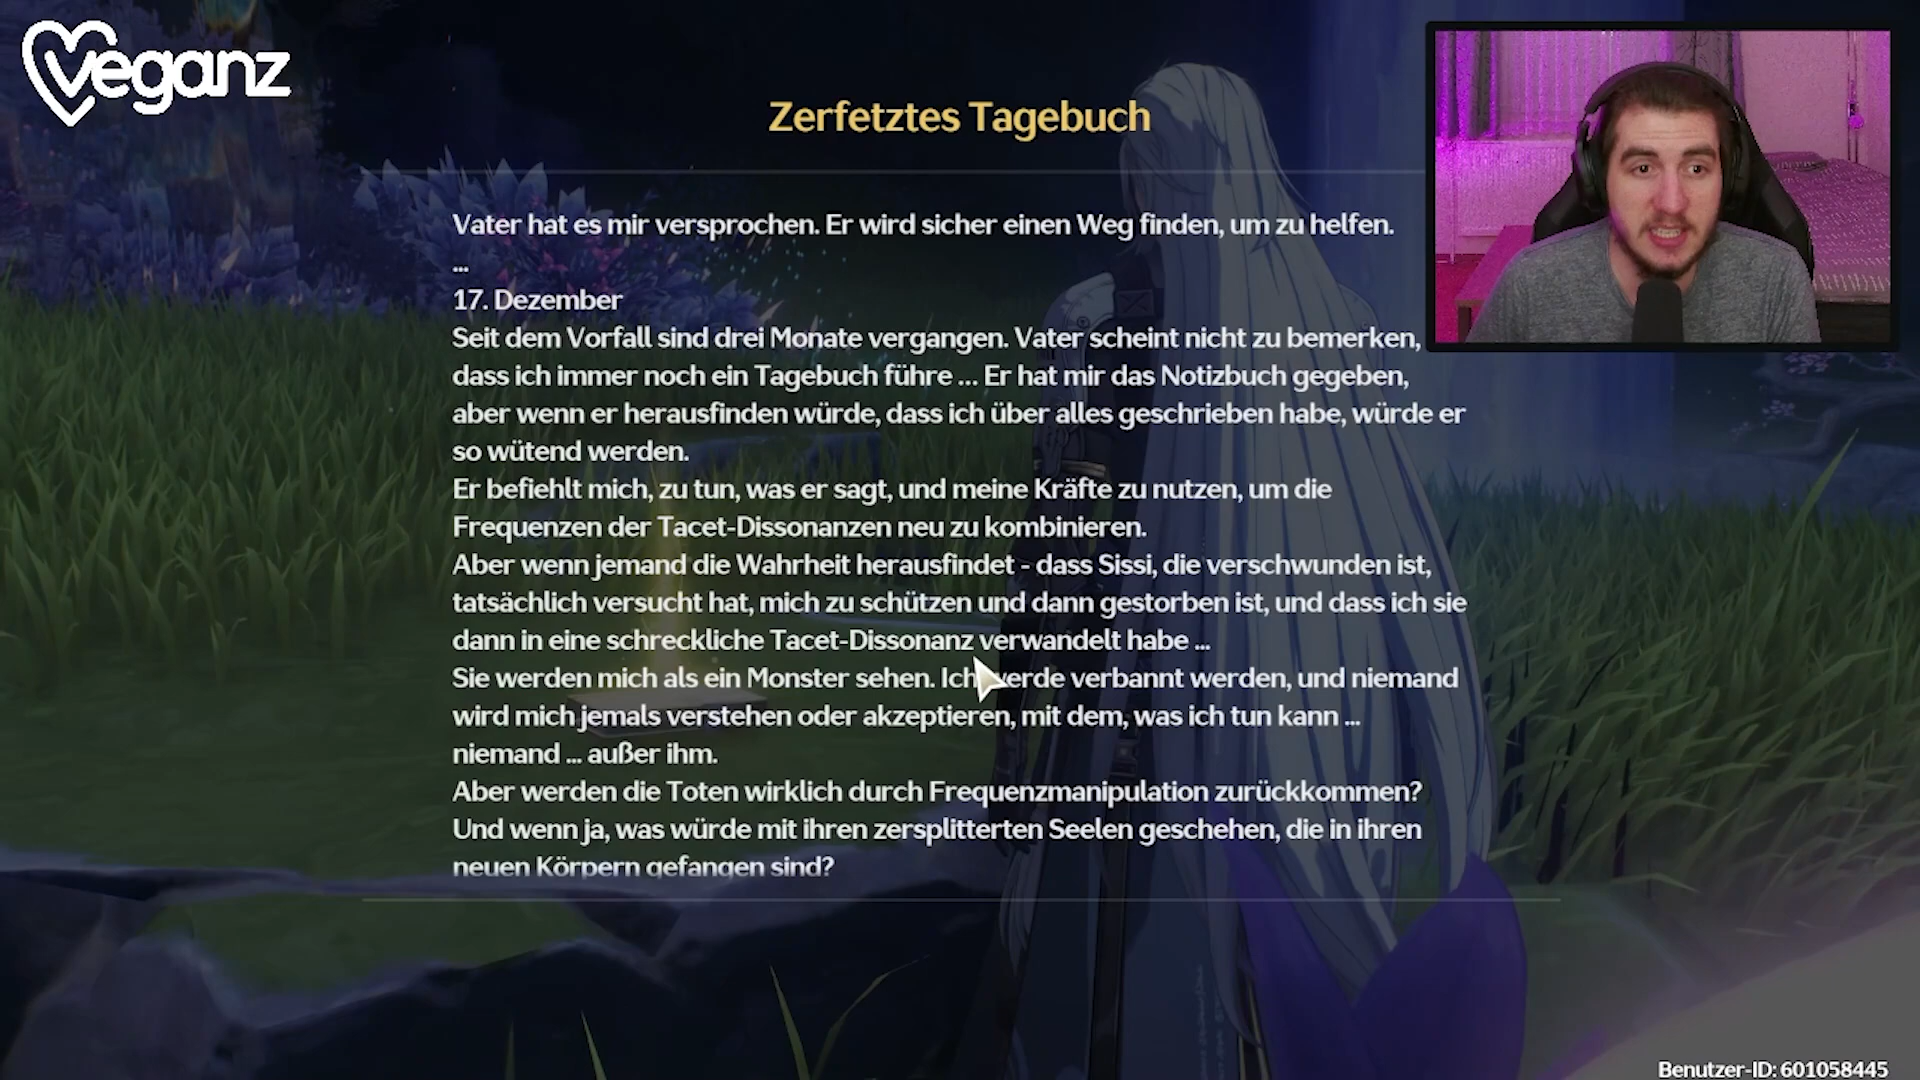 Veganz
Zerfetztes Tagebuch
Vater hat es mir versprochen. Er wird sicher einen Weg finden, um zu helfen.
...
17. Dezember
Seit dem Vorfall sind drei Monate vergangen. Vater scheint nicht zu bemerken,
dass ich immer noch ein Tagebuch führe ... Er hat mir das Notizbuch gegeben,
aber wenn er herausfinden würde, dass ich über alles geschrieben habe, würde er
so wütend werden.
Er befiehlt mich, zu tun, was er sagt, und meine Kräfte zu nutzen, um die
Frequenzen der Tacet-Dissonanzen neu zu kombinieren.
Aber wenn jemand die Wahrheit herausfindet - dass Sissi, die verschwunden ist,
tatsächlich versucht hat, mich zu schützen und dann gestorben ist, und dass ich sie
dann in eine schreckliche Tacet-Dissonanz verwandelt habe ...
Sie werden mich als ein Monster sehen. Ich werde verbannt werden, und niemand
wird mich jemals verstehen oder akzeptieren, mit dem, was ich tun kann ...
niemand ... außer ihm.
Aber werden die Toten wirklich durch Frequenzmanipulation zurückkommen?
Und wenn ja, was würde mit ihren zersplitterten Seelen geschehen, die in ihren
neuen Körpern gefangen sind?
Benutzer-ID: 601058445